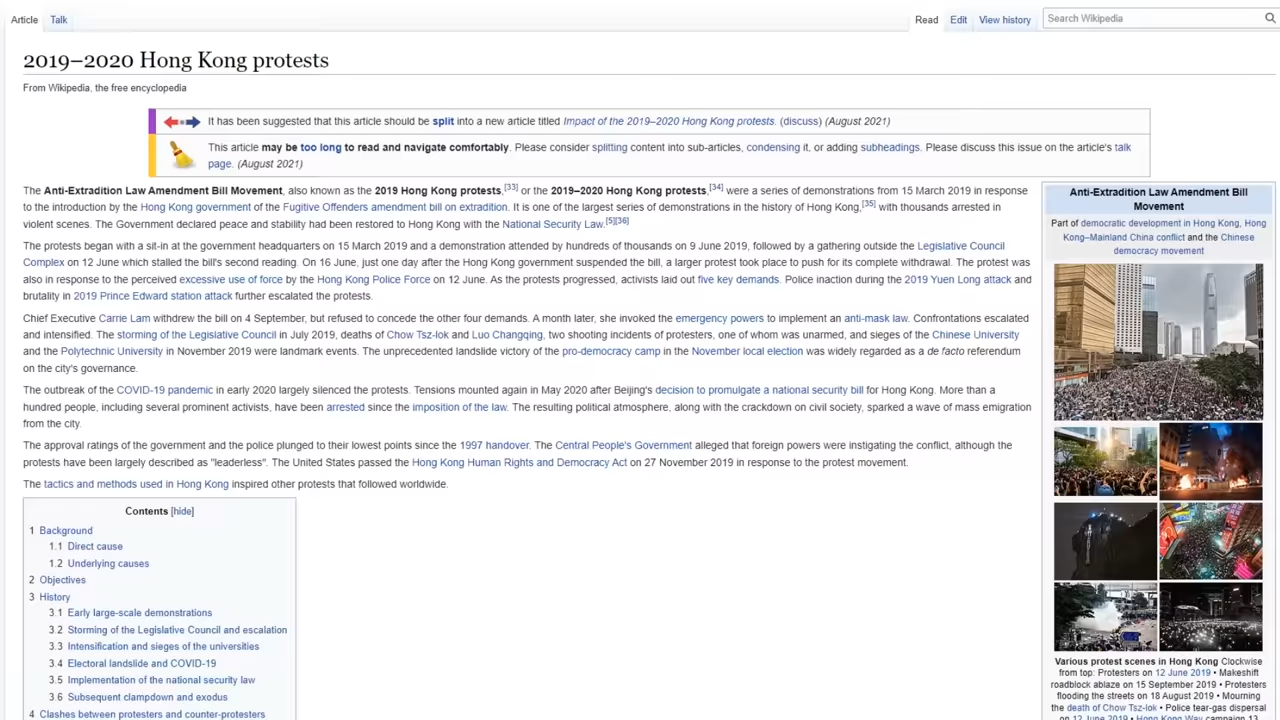 Article Talk Read Edit View history Search Wikipedia
2019–2020 Hong Kong protests
From Wikipedia, the free encyclopedia
It has been suggested that this article should be split into a new article titled Impact of the 2019–2020 Hong Kong protests. (discuss) (August 2021)
This article may be too long to read and navigate comfortably. Please consider splitting content into sub-articles, condensing it, or adding subheadings. Please discuss this issue on the article's talk
page. (August 2021)
The Anti-Extradition Law Amendment Bill Movement, also known as the 2019 Hong Kong protests,[33] or the 2019–2020 Hong Kong protests,[34] were a series of demonstrations from 15 March 2019 in response
to the introduction by the Hong Kong government of the Fugitive Offenders amendment bill on extradition. It is one of the largest series of demonstrations in the history of Hong Kong,[35] with thousands arrested in
violent scenes. The Government declared peace and stability had been restored to Hong Kong with the National Security Law.[5][36]
The protests began with a sit-in at the government headquarters on 15 March 2019 and a demonstration attended by hundreds of thousands on 9 June 2019, followed by a gathering outside the Legislative Council
Complex on 12 June which stalled the bill's second reading. On 16 June, just one day after the Hong Kong government suspended the bill, a larger protest took place to push for its complete withdrawal. The protest was
also in response to the perceived excessive use of force by the Hong Kong Police Force on 12 June. As the protests progressed, activists laid out five key demands. Police inaction during the 2019 Yuen Long attack and
brutality in 2019 Prince Edward station attack further escalated the protests.
Chief Executive Carrie Lam withdrew the bill on 4 September, but refused to concede the other four demands. A month later, she invoked the emergency powers to implement an anti-mask law. Confrontations escalated
and intensified. The storming of the Legislative Council in July 2019, deaths of Chow Tsz-lok and Luo Changqing, two shooting incidents of protesters, one of whom was unarmed, and sieges of the Chinese University
and the Polytechnic University in November 2019 were landmark events. The unprecedented landslide victory of the pro-democracy camp in the November local election was widely regarded as a de facto referendum
on the city's governance.
The outbreak of the COVID-19 pandemic in early 2020 largely silenced the protests. Tensions mounted again in May 2020 after Beijing's decision to promulgate a national security bill for Hong Kong. More than a
hundred people, including several prominent activists, have been arrested since the imposition of the law. The resulting political atmosphere, along with the crackdown on civil society, sparked a wave of mass emigration
from the city.
The approval ratings of the government and the police plunged to their lowest points since the 1997 handover. The Central People's Government alleged that foreign powers were instigating the conflict, although the
protests have been largely described as "leaderless". The United States passed the Hong Kong Human Rights and Democracy Act on 27 November 2019 in response to the protest movement.
The tactics and methods used in Hong Kong inspired other protests that followed worldwide.
Contents [hide]
1 Background
1.1 Direct cause
1.2 Underlying causes
2 Objectives
3 History
3.1 Early large-scale demonstrations
3.2 Storming of the Legislative Council and escalation
3.3 Intensification and sieges of the universities
3.4 Electoral landslide and COVID-19
3.5 Implementation of the national security law
3.6 Subsequent clampdown and exodus
4 Clashes between protesters and counter-protesters
Anti-Extradition Law Amendment Bill
Movement
Part of democratic development in Hong Kong, Hong
Kong–Mainland China conflict and the Chinese
democracy movement
Various protest scenes in Hong Kong Clockwise
from top: Protesters on 12 June 2019 • Makeshift
roadblock ablaze on 15 September 2019 • Protesters
flooding the streets on 18 August 2019 • Mourning
the death of Chow Tsz-lok • Police tear-gas dispersal
on 12 June 2019 • Hong Kong Way campaign 13